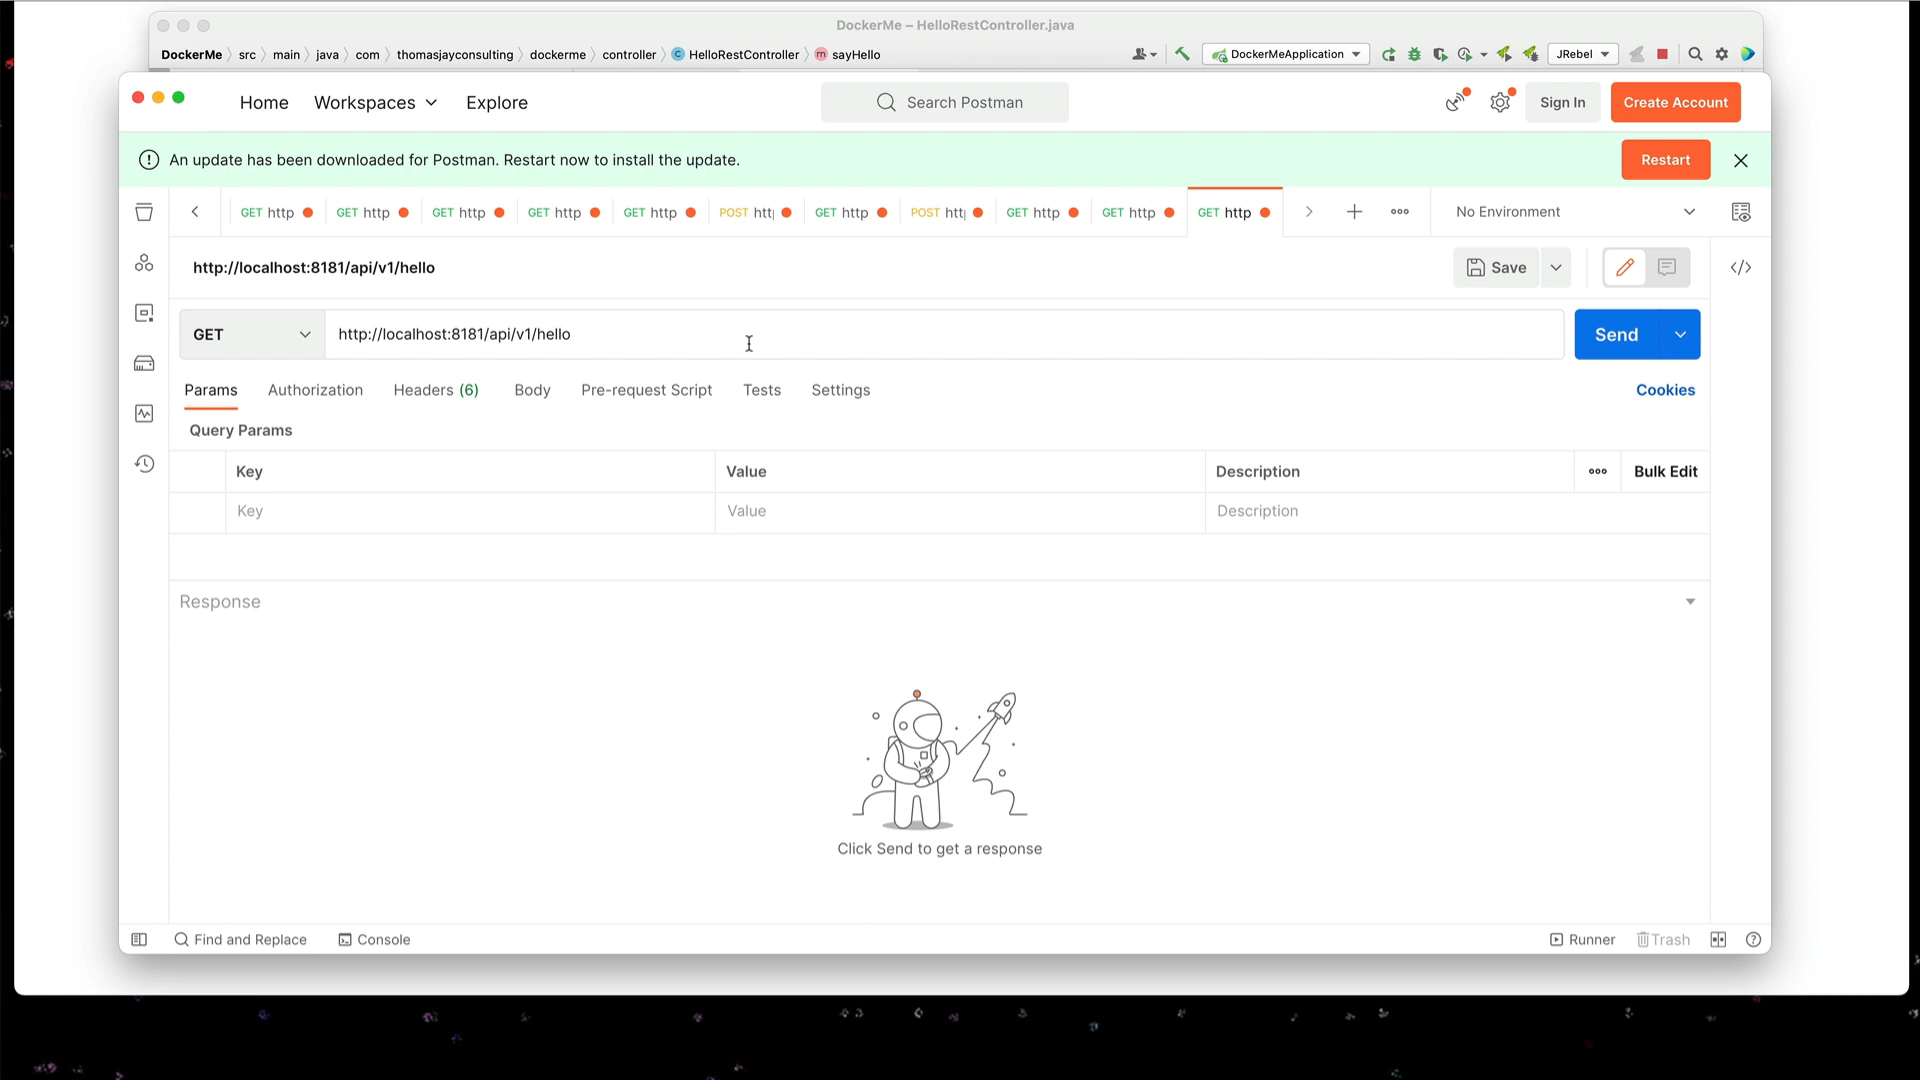 DockerMe – HelloRestController.java
DockerMe src main java com thomasjayconsulting dockerme controller C HelloRestController m sayHello DockerMeApplication JRebel
Home Workspaces Explore Search Postman Sign In Create Account
An update has been downloaded for Postman. Restart now to install the update. Restart
GET http GET http GET http GET http GET http POST htt GET http POST htt GET http GET http GET http No Environment
http://localhost:8181/api/v1/hello Save
GET http://localhost:8181/api/v1/hello Send
Params Authorization Headers (6) Body Pre-request Script Tests Settings Cookies
Query Params
Key Value Description Bulk Edit
Key Value Description
Response
Click Send to get a response
Find and Replace Console Runner Trash